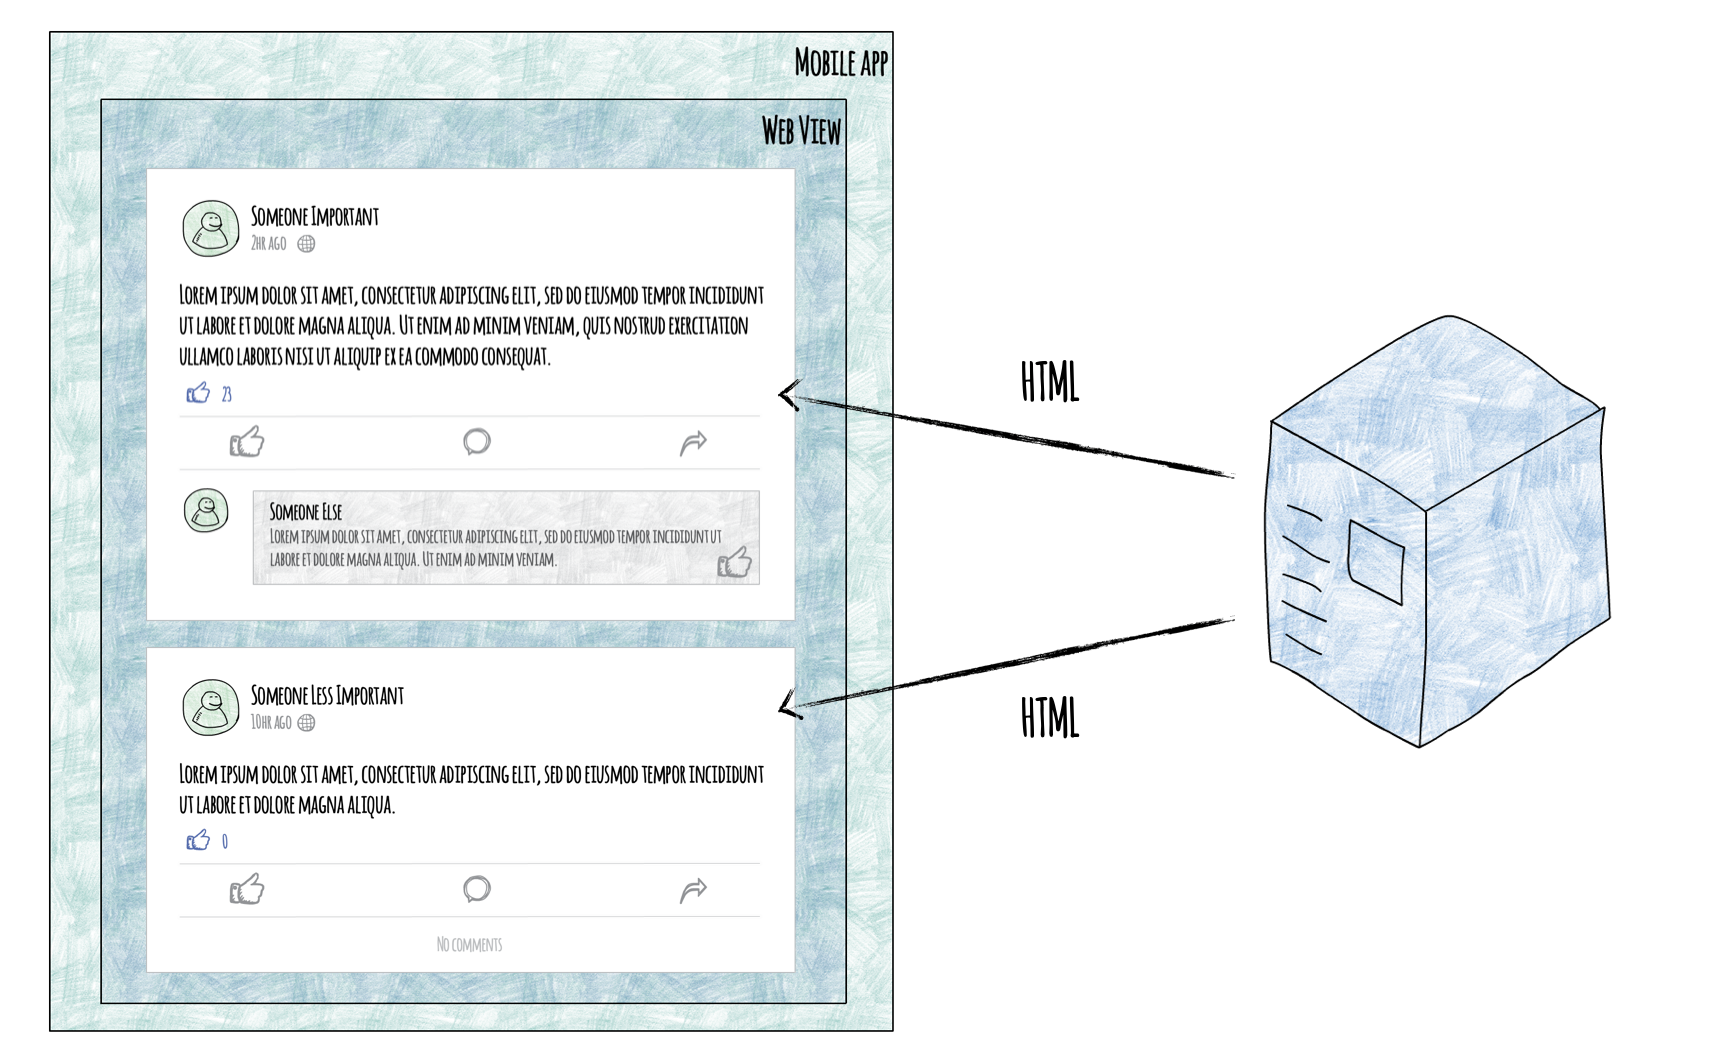 Mobile app
Web View
Someone Important
2hr ago
Lorem ipsum dolor sit amet, consectetur adipiscing elit, sed do eiusmod tempor incididunt
ut labore et dolore magna aliqua. Ut enim ad minim veniam, quis nostrud exercitation
ullamco laboris nisi ut aliquip ex ea commodo consequat.
23
Someone Else
Lorem ipsum dolor sit amet, consectetur adipiscing elit, sed do eiusmod tempor incididunt ut
labore et dolore magna aliqua. Ut enim ad minim veniam.
Someone Less Important
10hr ago
Lorem ipsum dolor sit amet, consectetur adipiscing elit, sed do eiusmod tempor incididunt
ut labore et dolore magna aliqua.
0
No comments
HTML
HTML